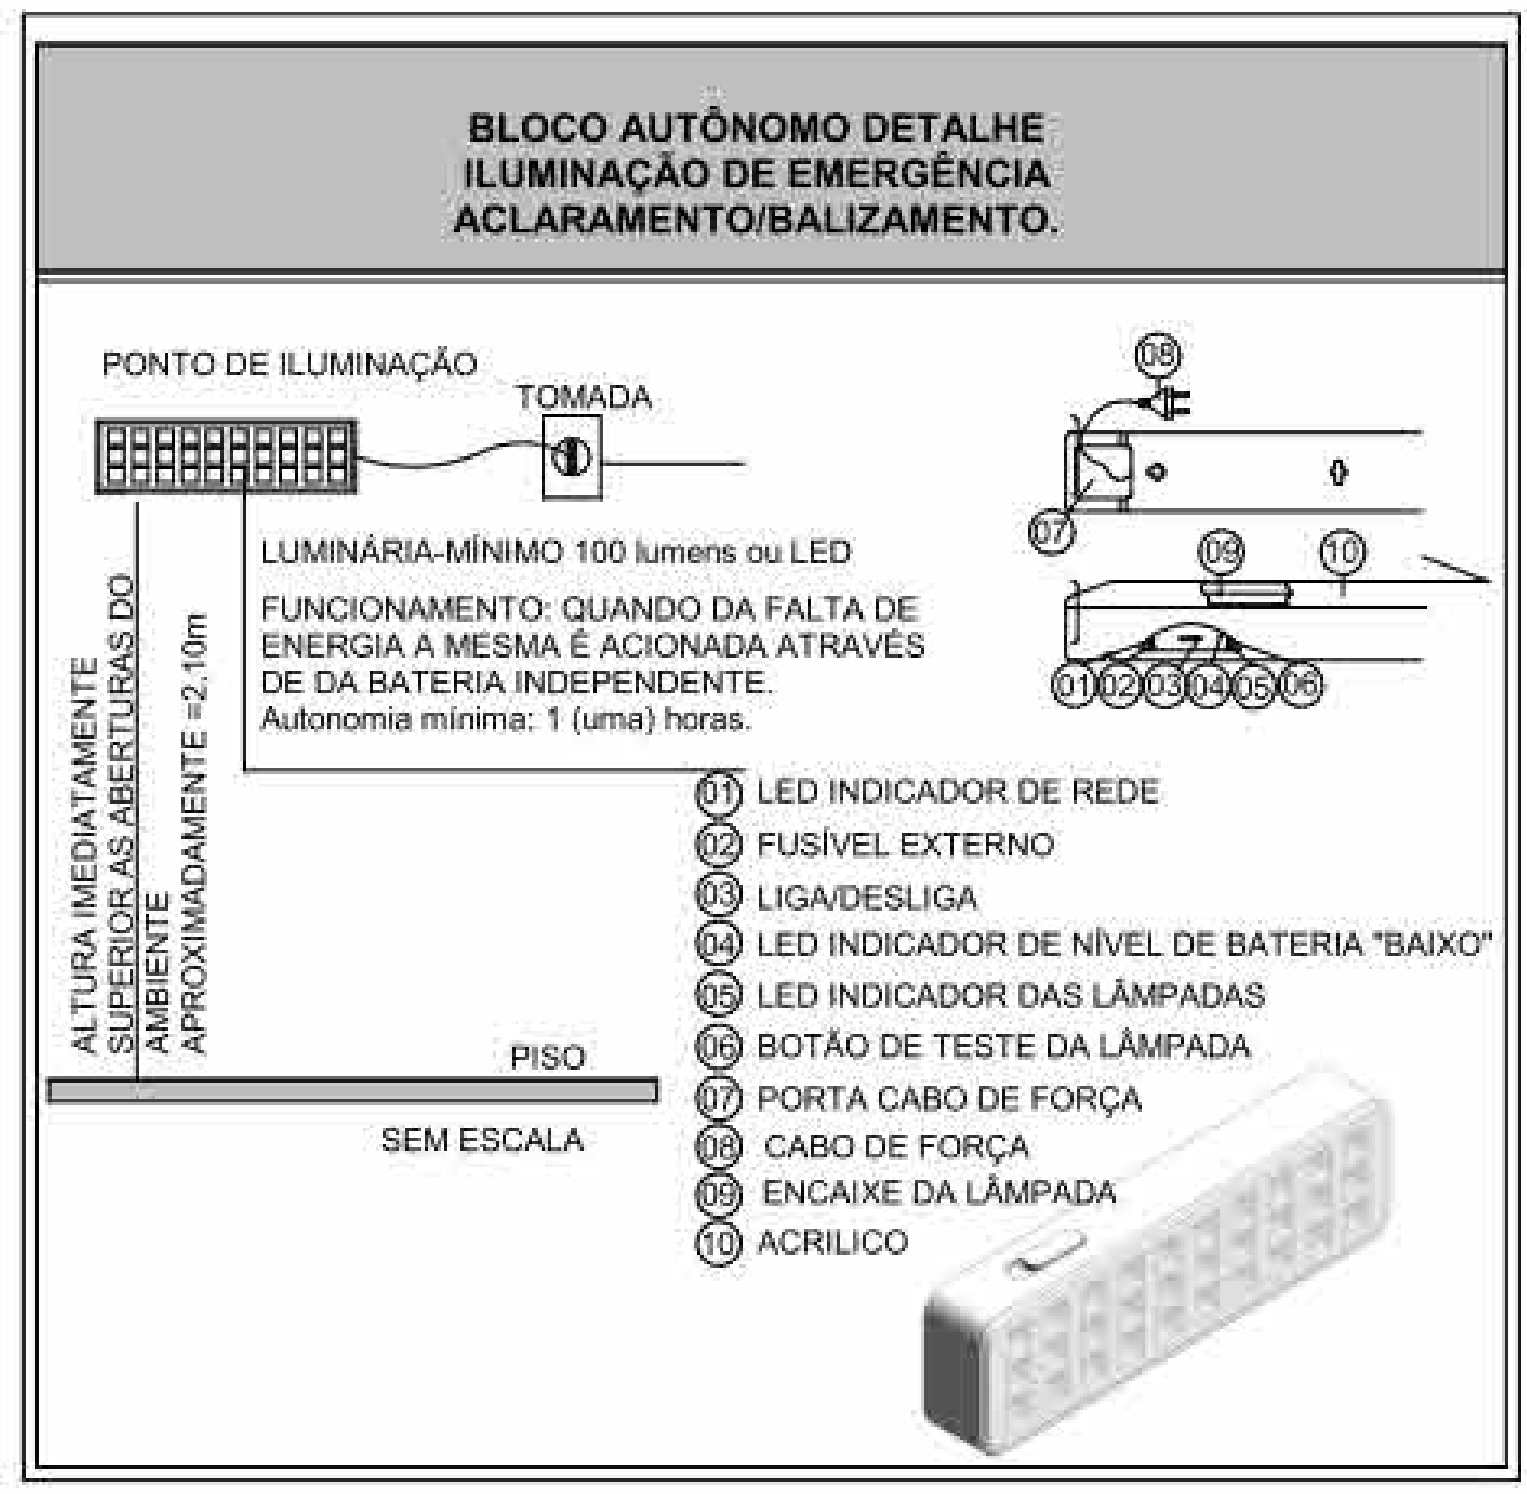 BLOCO AUTÔNOMO DETALHE
ILUMINAÇÃO DE EMERGÊNCIA
ACLARAMENTO/BALIZAMENTO.
PONTO DE ILUMINAÇÃO
TOMADA
LUMINÁRIA-MÍNIMO 100 lumens ou LED
FUNCIONAMENTO: QUANDO DA FALTA DE
ENERGIA A MESMA É ACIONADA ATRAVÉS
DE DA BATERIA INDEPENDENTE.
Autonomia mínima: 1 (uma) horas.
ALTURA IMEDIATAMENTE
SUPERIOR AS ABERTURAS DO
AMBIENTE
APROXIMADAMENTE =2,10m
PISO
SEM ESCALA
08
07
09
10
01 02 03 04 05 06
01 LED INDICADOR DE REDE
02 FUSÍVEL EXTERNO
03 LIGA/DESLIGA
04 LED INDICADOR DE NÍVEL DE BATERIA "BAIXO"
05 LED INDICADOR DAS LÂMPADAS
06 BOTÃO DE TESTE DA LÂMPADA
07 PORTA CABO DE FORÇA
08 CABO DE FORÇA
09 ENCAIXE DA LÂMPADA
10 ACRILICO